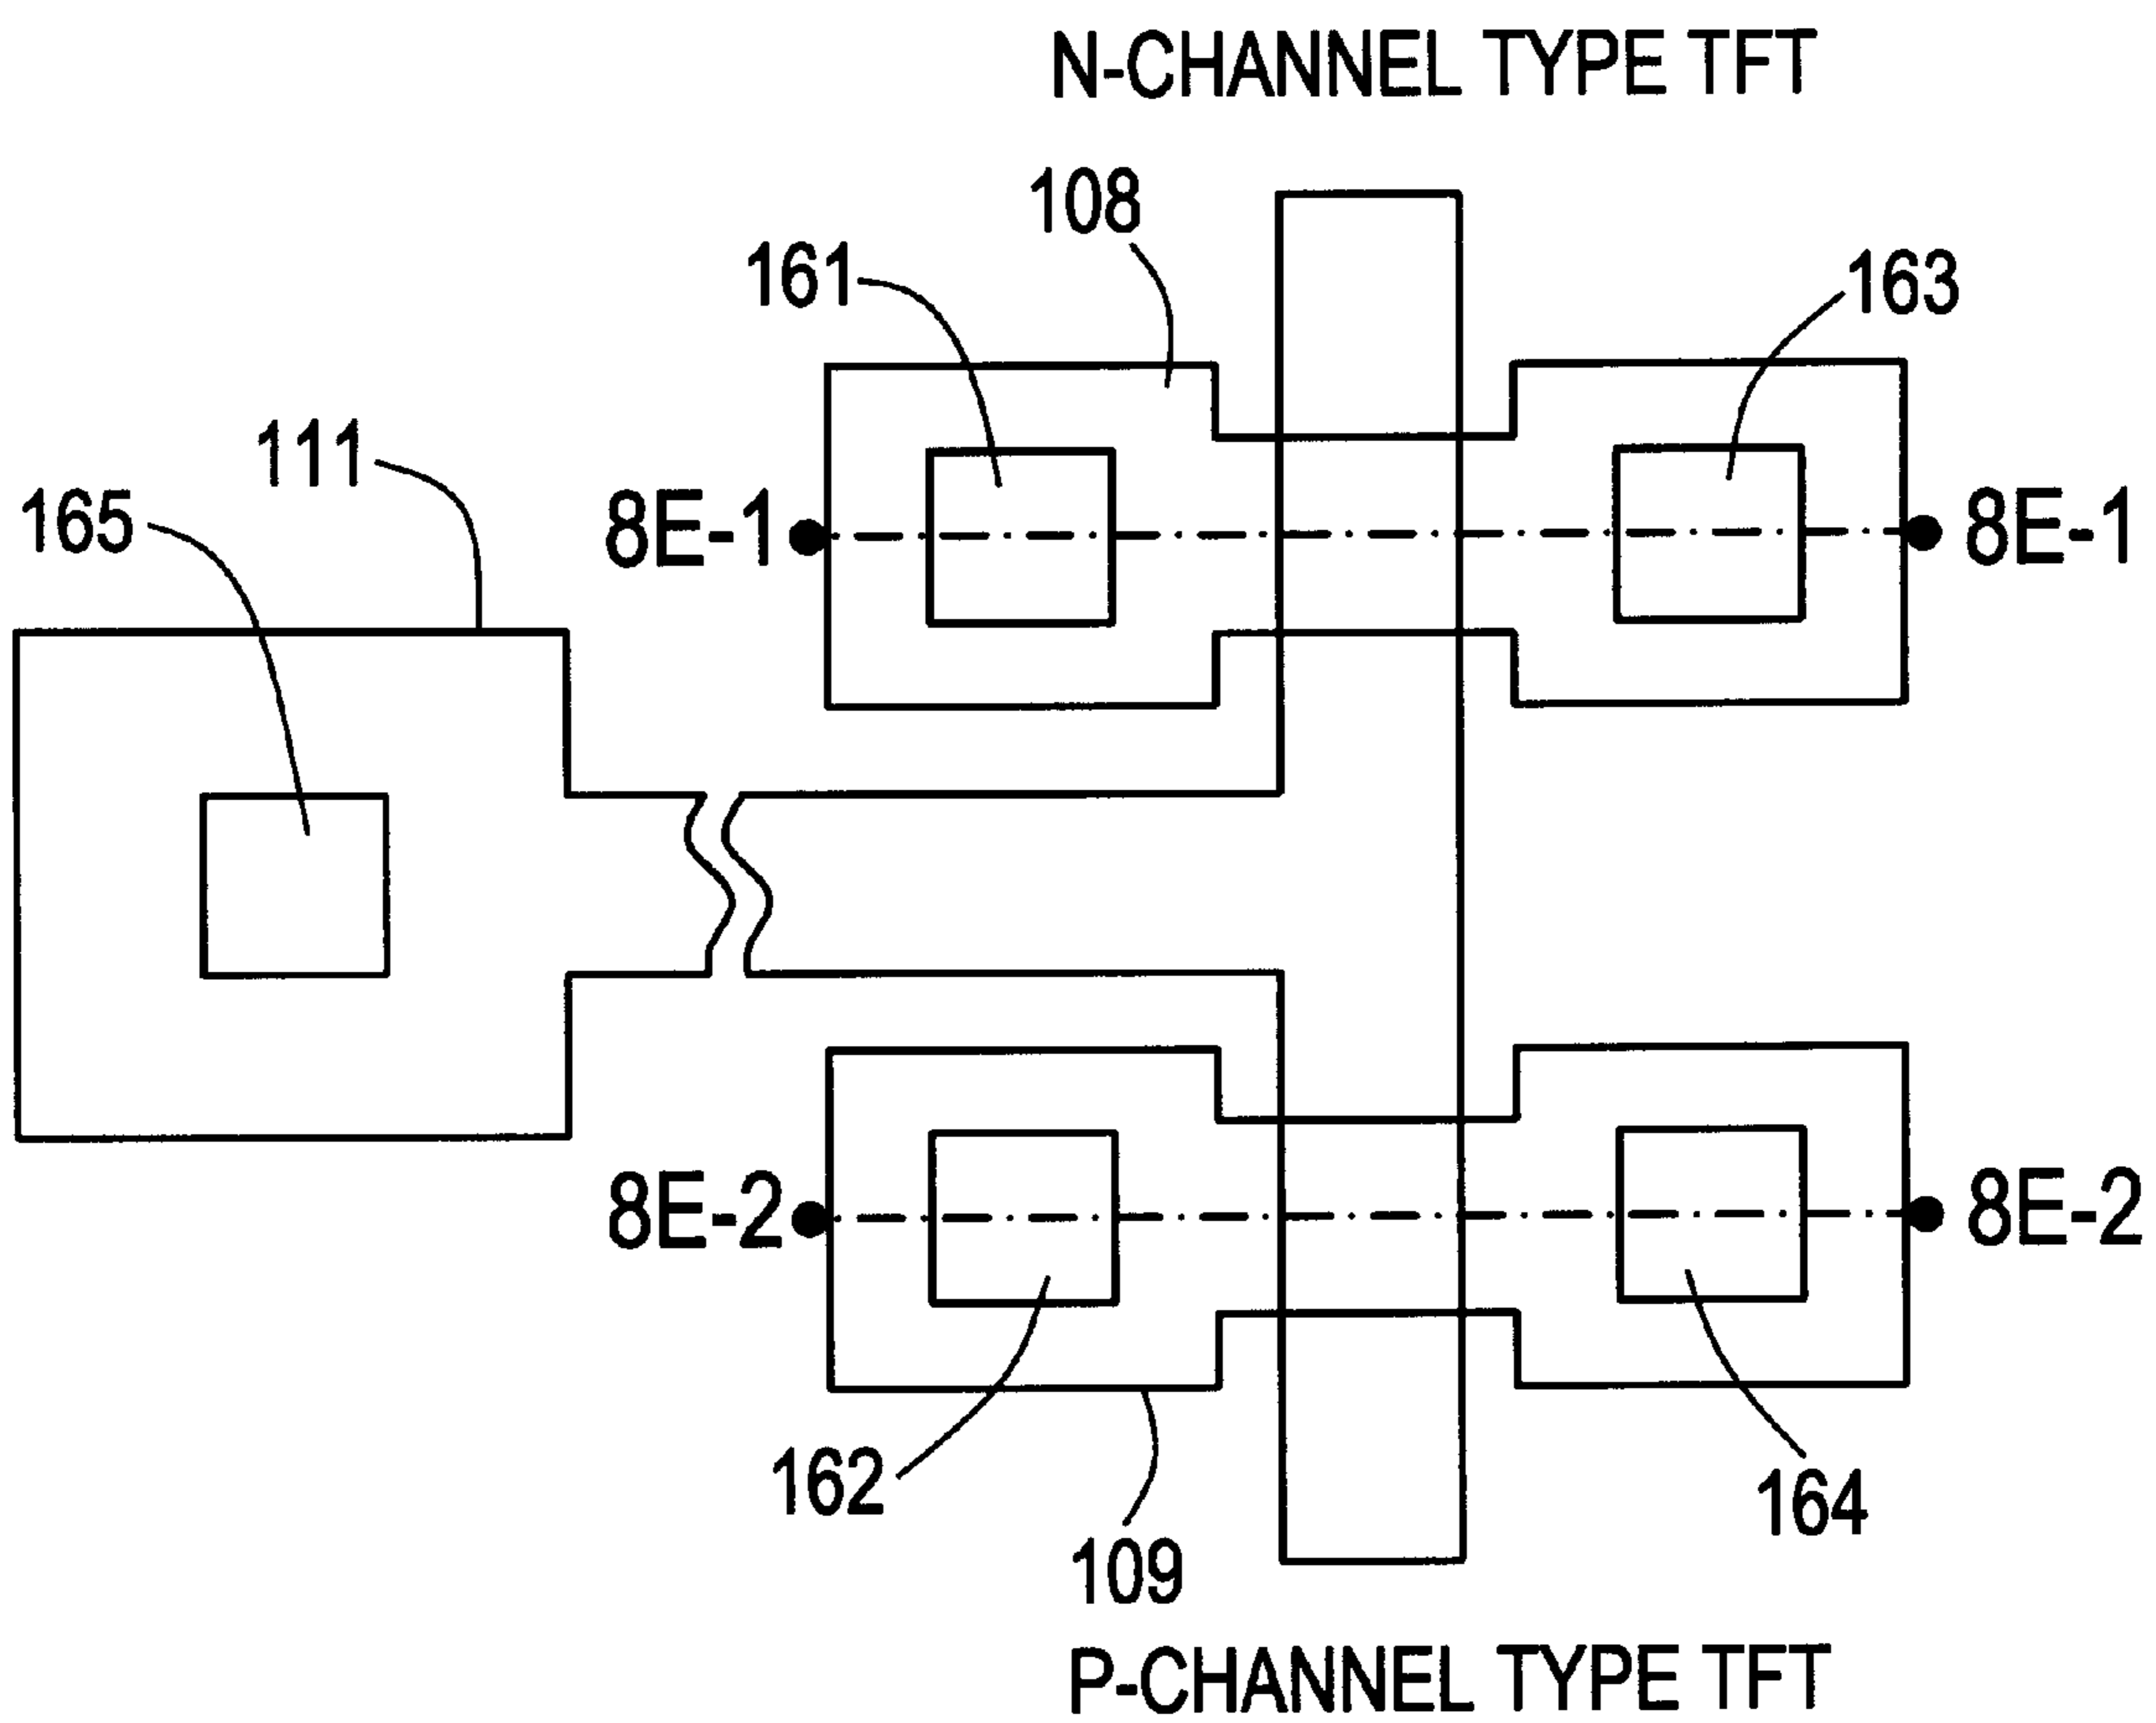 N-CHANNEL TYPE TFT
108
161
163
111
165
8E-1
8E-1
8E-2
8E-2
162
164
109
P-CHANNEL TYPE TFT